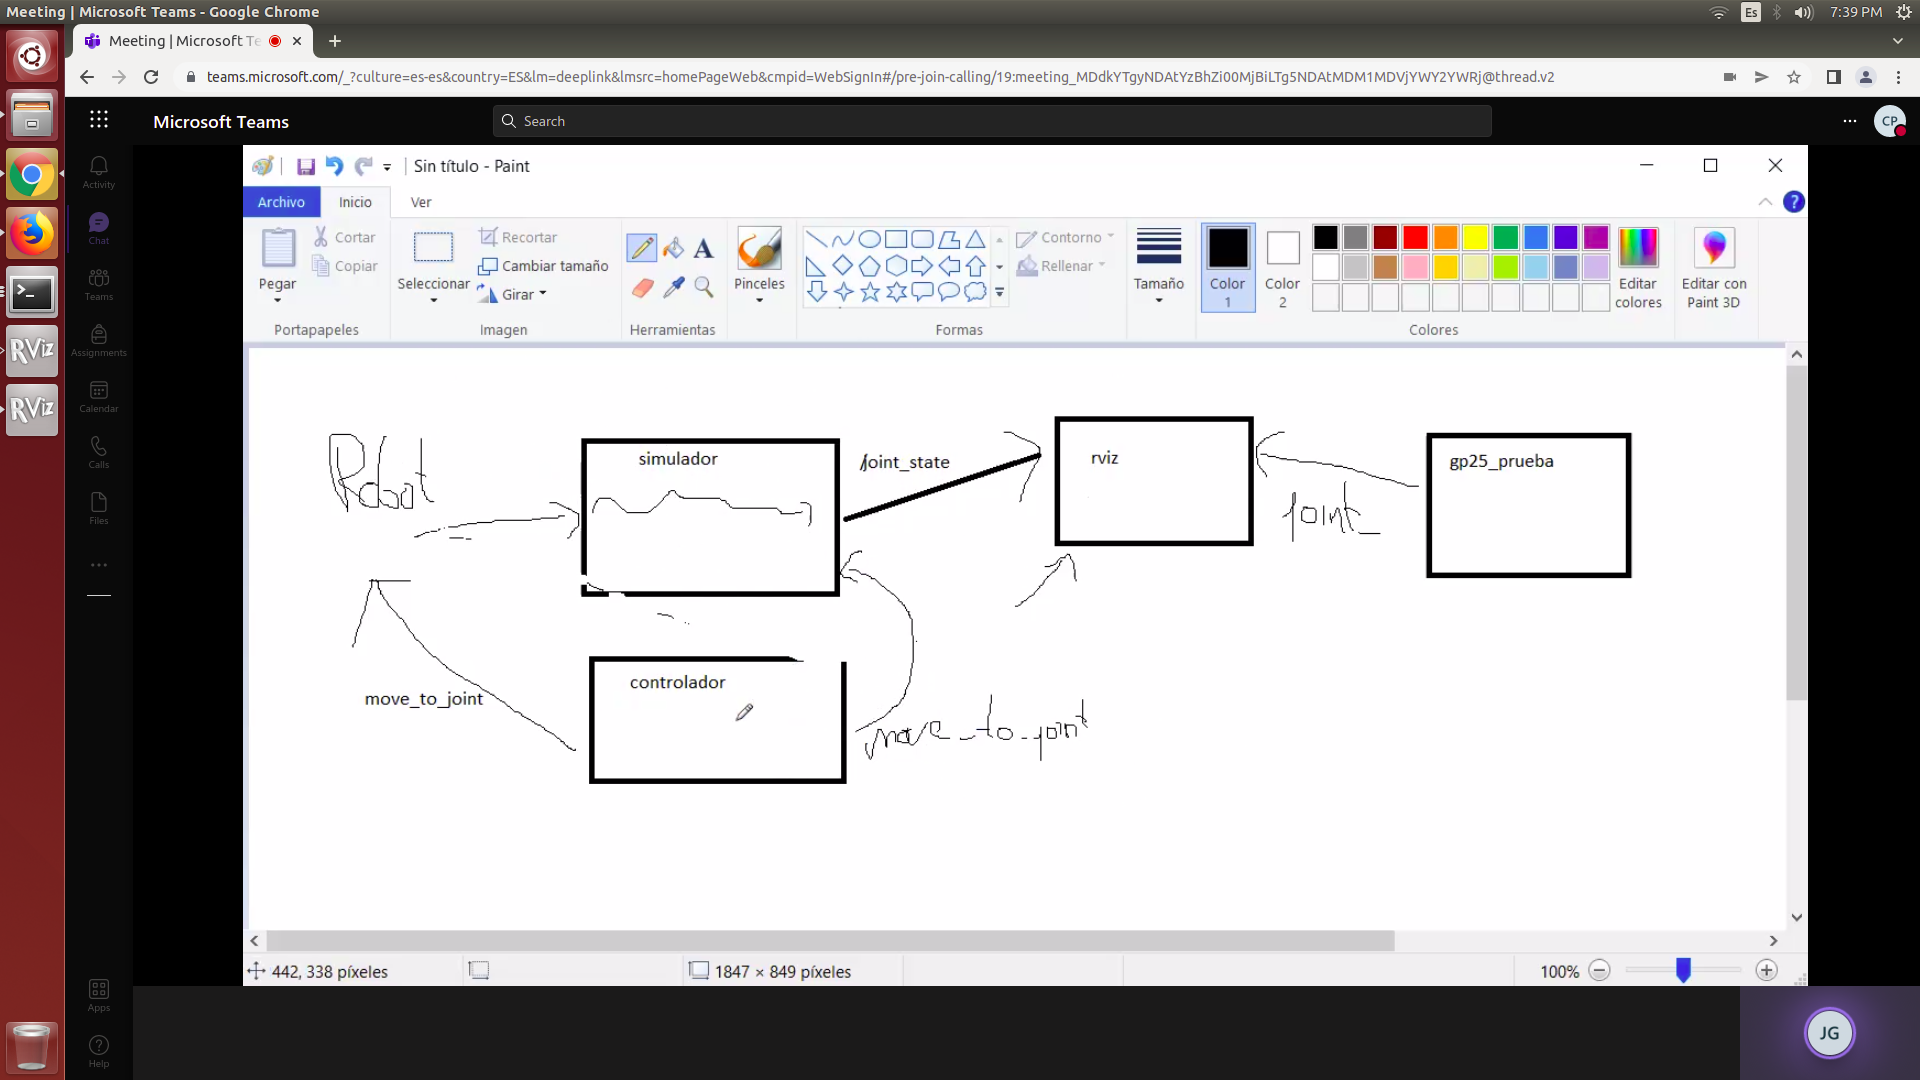 Meeting | Microsoft Teams - Google Chrome
Es
7:39 PM
Meeting | Microsoft Te
teams.microsoft.com/_?culture=es-es&country=ES&lm=deeplink&lmsrc=homePageWeb&cmpid=WebSignIn#/pre-join-calling/19:meeting_MDdkYTgyNDAtYzBhZi00MjBiLTg5NDAtMDM1MDVjYWY2YWRj@thread.v2
Microsoft Teams
Search
CP
Activity
Chat
Teams
Assignments
Calendar
Calls
Files
Apps
Help
RViz
RViz
Sin título - Paint
Archivo
Inicio
Ver
Pegar
Cortar
Copiar
Portapapeles
Seleccionar
Recortar
Cambiar tamaño
Girar
Imagen
A
Herramientas
Pinceles
Contorno
Rellenar
Formas
Tamaño
Color 1
Color 2
Editar colores
Editar con Paint 3D
Colores
Robot
simulador
/joint_state
rviz
joint_
gp25_prueba
move_to_joint
controlador
move_to_joint
442, 338 píxeles
1847 × 849 píxeles
100%
JG